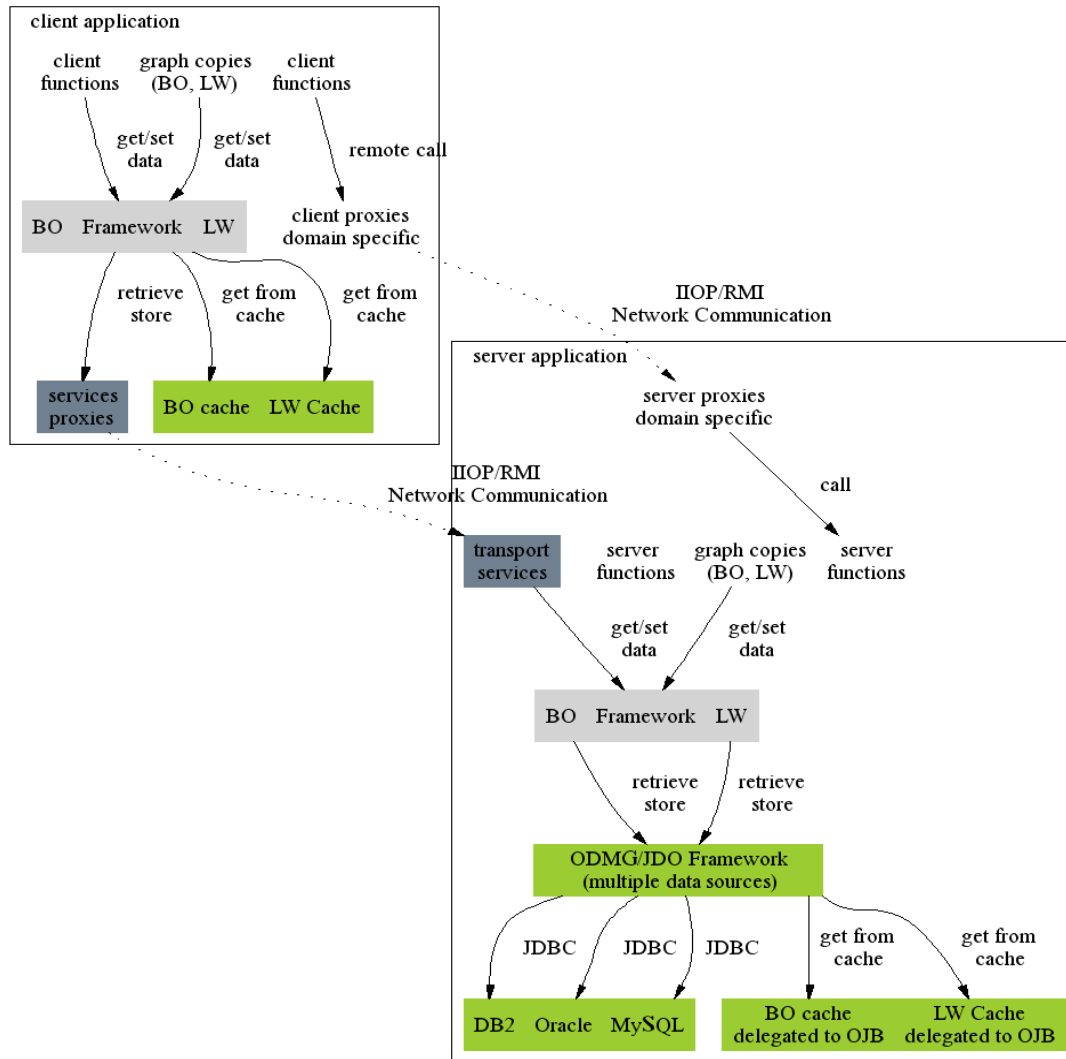 client application
client
functions
graph copies
(BO, LW)
client
functions
get/set
data
get/set
data
remote call
BO Framework LW
client proxies
domain specific
retrieve
store
get from
cache
get from
cache
IIOP/RMI
Network Communication
services
proxies
BO cache LW Cache
server application
server proxies
domain specific
IIOP/RMI
Network Communication
call
transport
services
server
functions
graph copies
(BO, LW)
server
functions
get/set
data
get/set
data
BO Framework LW
retrieve
store
retrieve
store
ODMG/JDO Framework
(multiple data sources)
JDBC
JDBC
JDBC
get from
cache
get from
cache
DB2 Oracle MySQL
BO cache
delegated to OJB
LW Cache
delegated to OJB